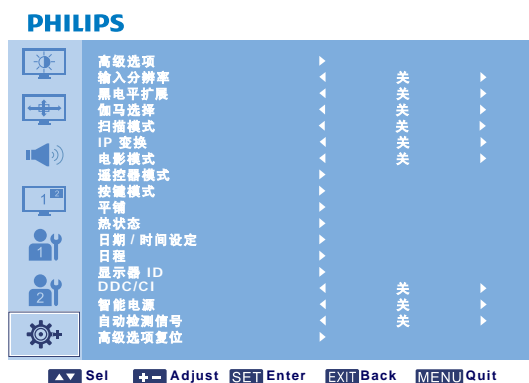 PHILIPS
高级选项
输入分辨率 关
黑电平扩展 关
伽马选择 关
扫描模式 关
IP 变换 关
电影模式 关
遥控器模式
按键模式
平铺
热状态
日期 / 时间设定
日程
显示器 ID
DDC/CI 关
智能电源 关
自动检测信号 关
高级选项复位
1 2
1
2
Sel Adjust SET Enter EXIT Back MENU Quit